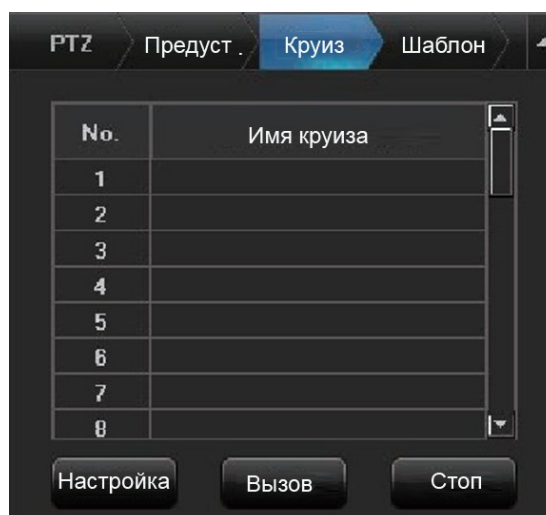 PTZ Предуст . Круиз Шаблон
No. Имя круиза
1
2
3
4
5
6
7
8
Настройка Вызов Стоп